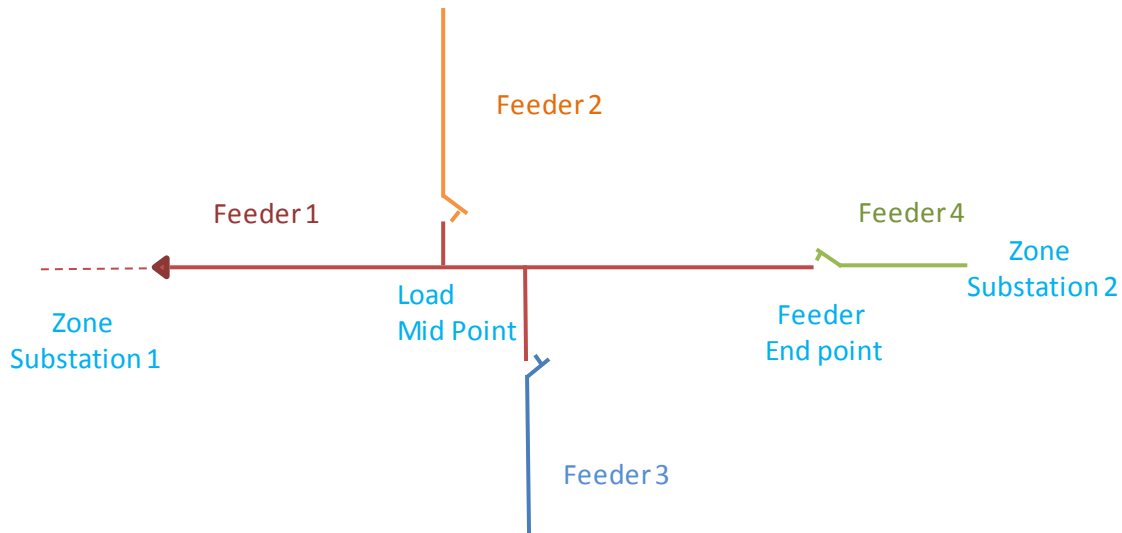 Feeder 2
Feeder 1
Feeder 4
Zone
Substation 2
Load
Mid Point
Zone
Substation 1
Feeder
End point
Feeder 3